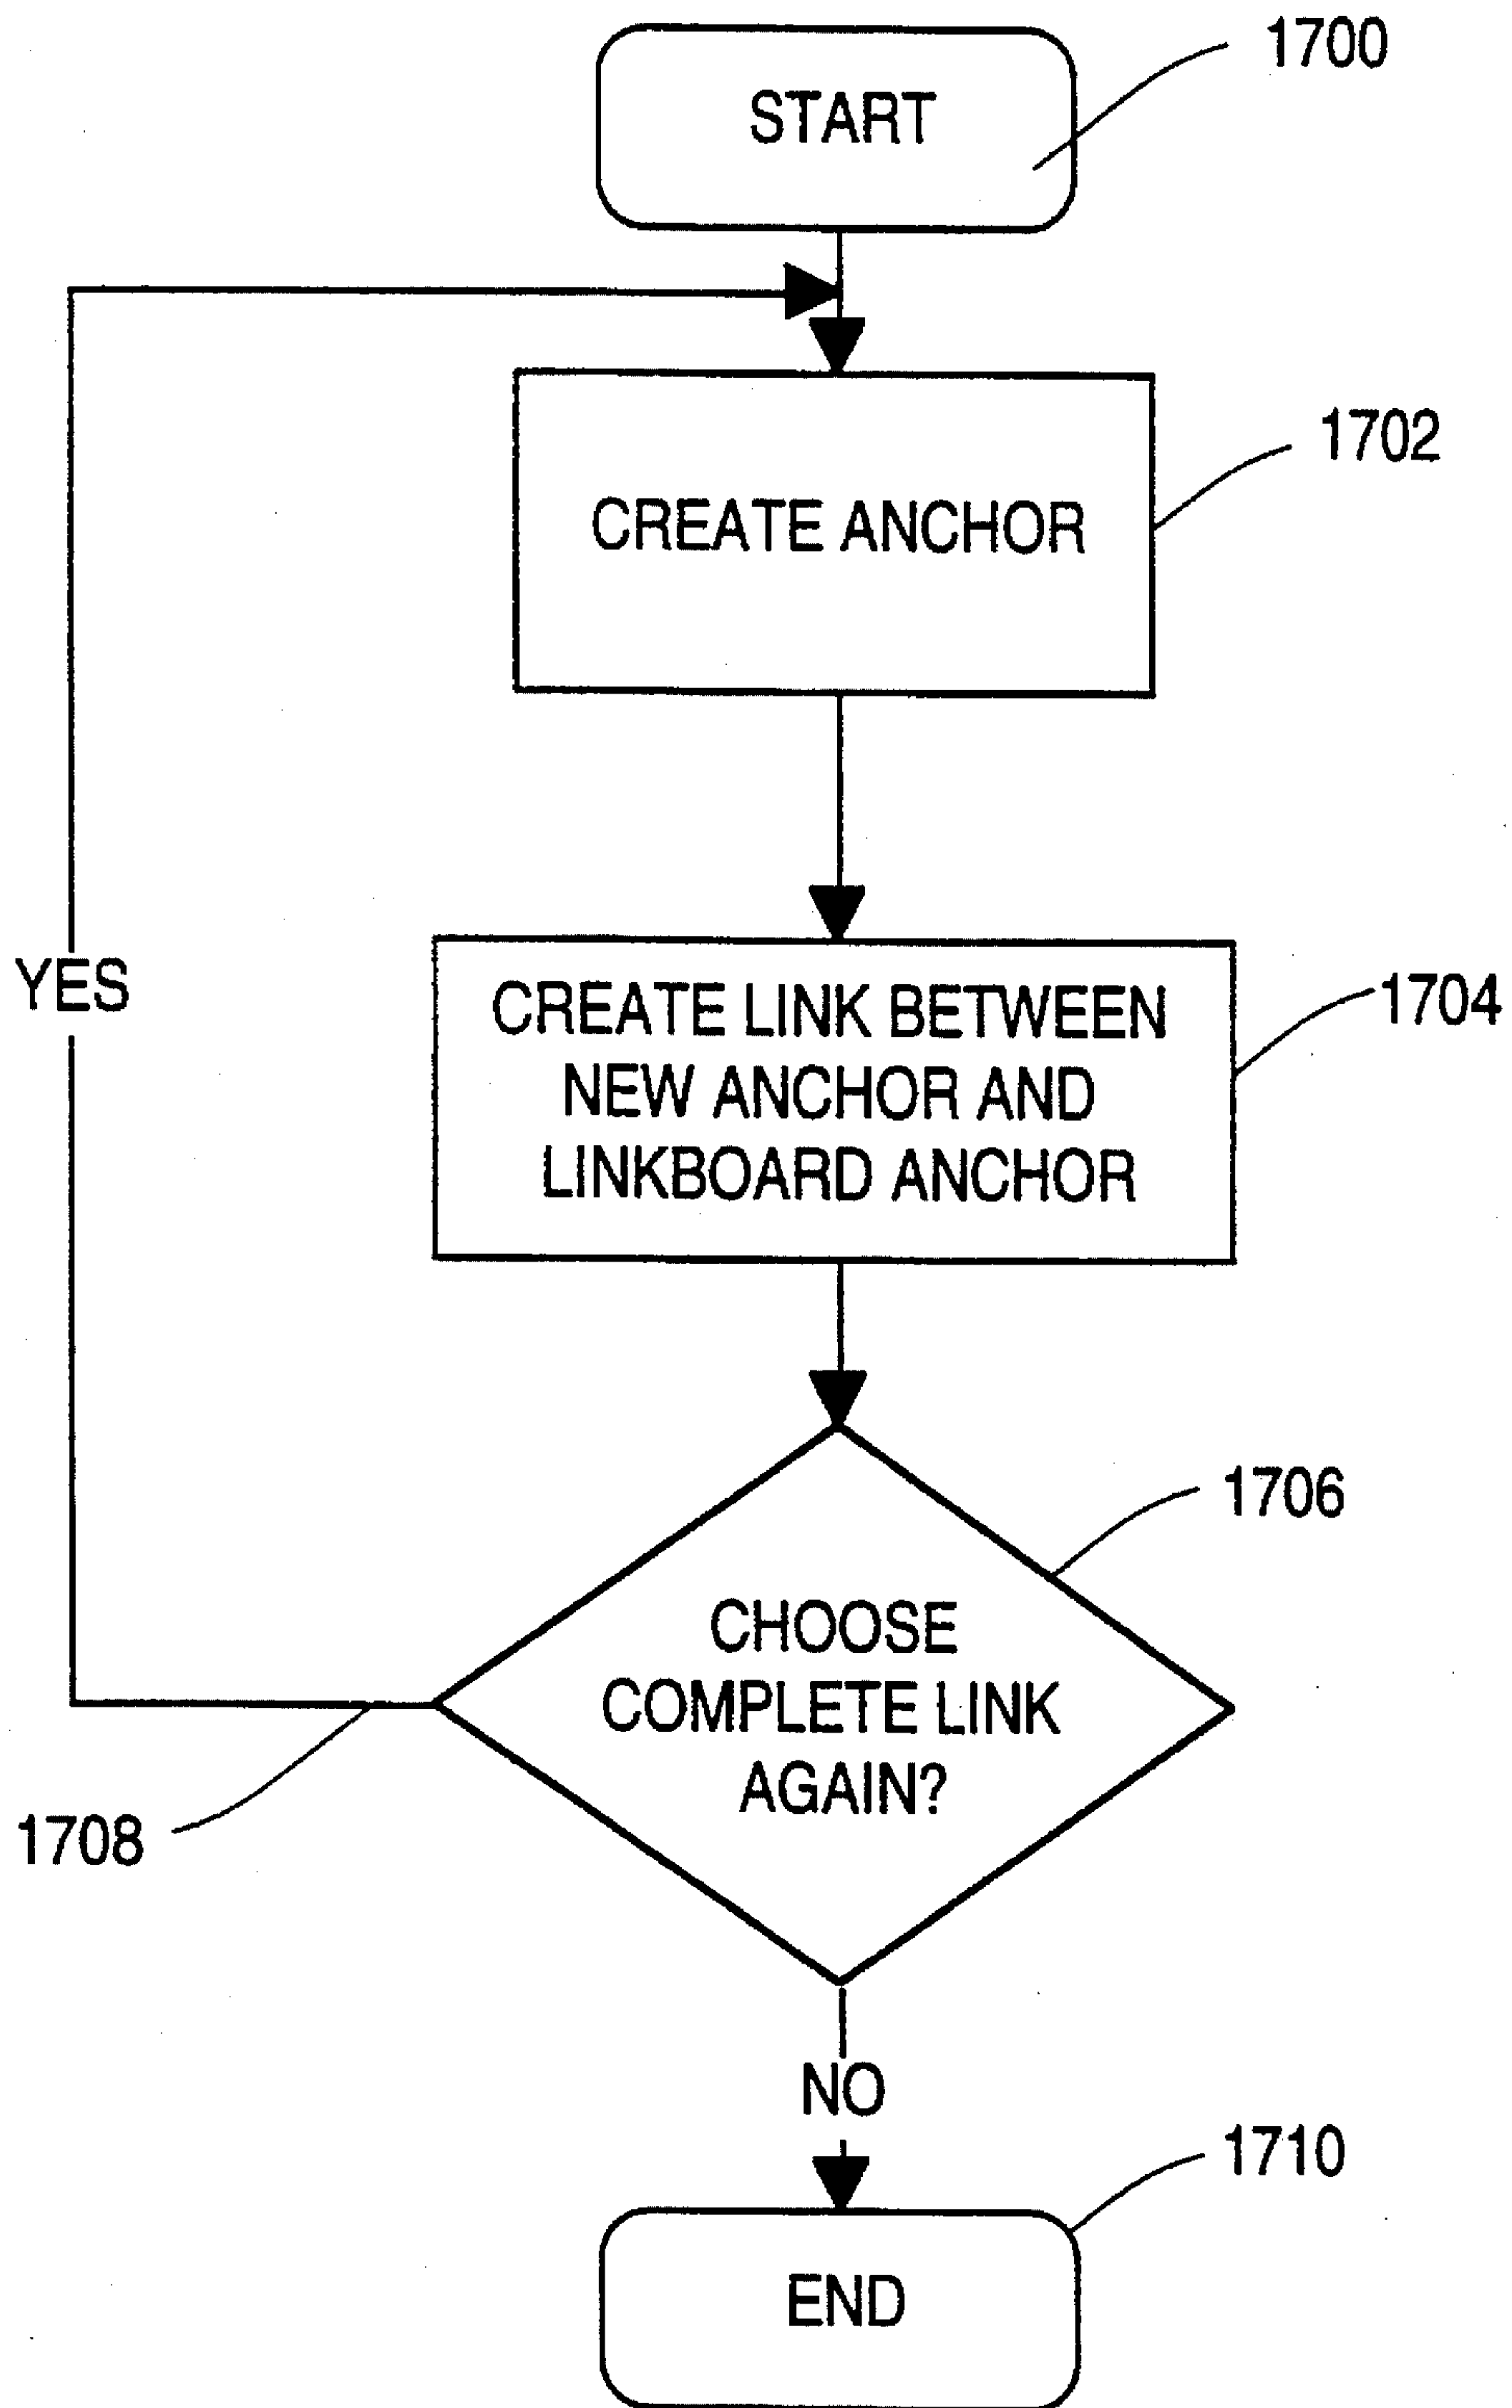 1700
START
1702
CREATE ANCHOR
YES
CREATE LINK BETWEEN
NEW ANCHOR AND
LINKBOARD ANCHOR
1704
1706
CHOOSE
COMPLETE LINK
AGAIN?
1708
NO
1710
END